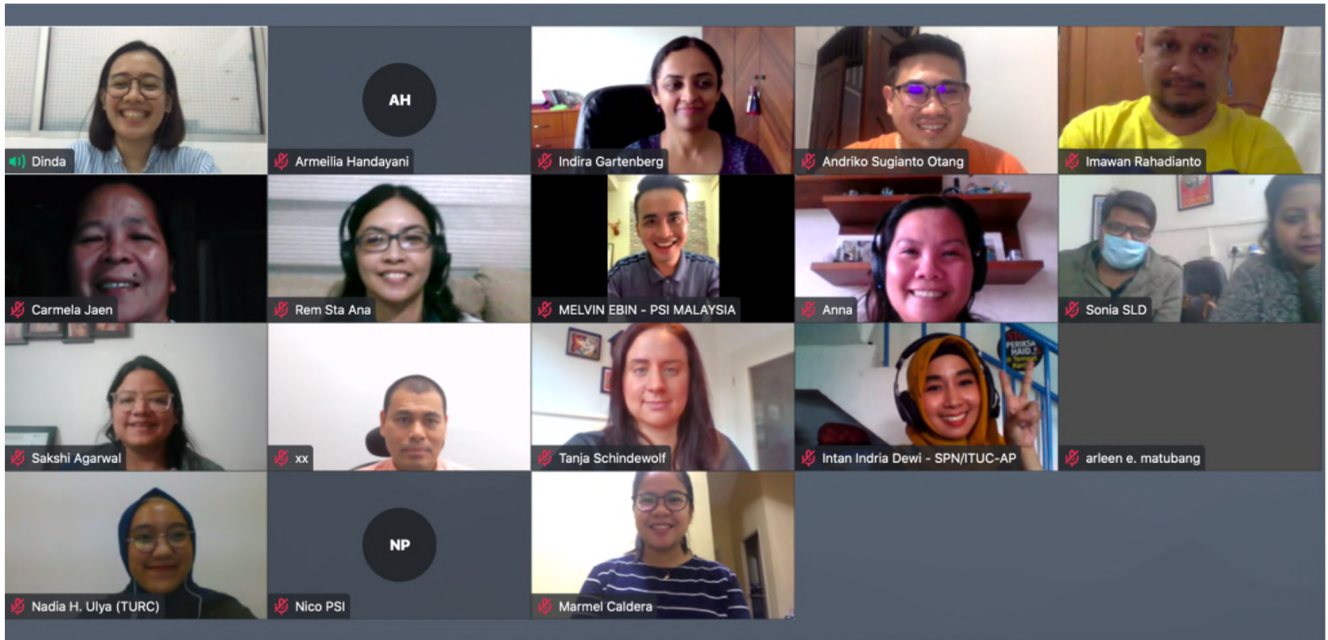 Dinda
AH
Armeilia Handayani
Indira Gartenberg
Andriko Sugianto Otang
Imawan Rahadianto
Carmela Jaen
Rem Sta Ana
MELVIN EBIN - PSI MALAYSIA
Anna
Sonia SLD
Sakshi Agarwal
xx
Tanja Schindewolf
PERIKSA
HAID
Intan Indria Dewi - SPN/ITUC-AP
arleen e. matubang
Nadia H. Ulya (TURC)
NP
Nico PSI
Marmel Caldera